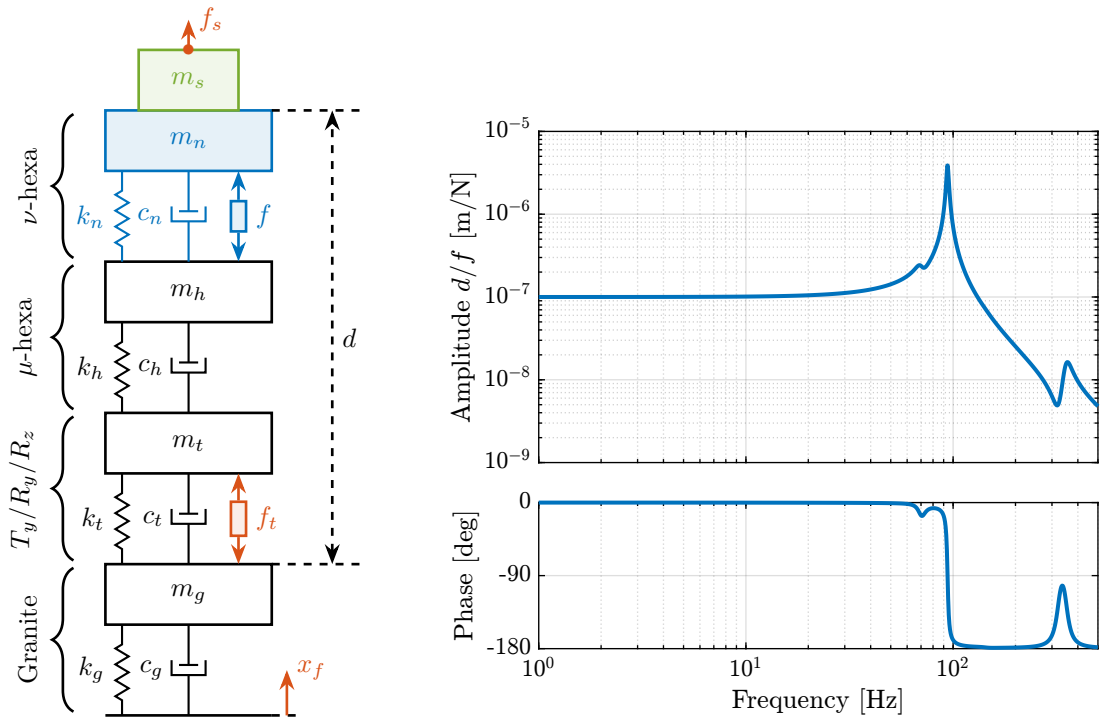 f_s
m_s
m_n
ν-hexa
k_n
c_n
f
m_h
μ-hexa
k_h
c_h
d
m_t
T_y/R_y/R_z
k_t
c_t
f_t
m_g
Granite
k_g
c_g
x_f
Amplitude d/f [m/N]
10^-5
10^-6
10^-7
10^-8
10^-9
Phase [deg]
0
-90
-180
10^0
10^1
10^2
Frequency [Hz]